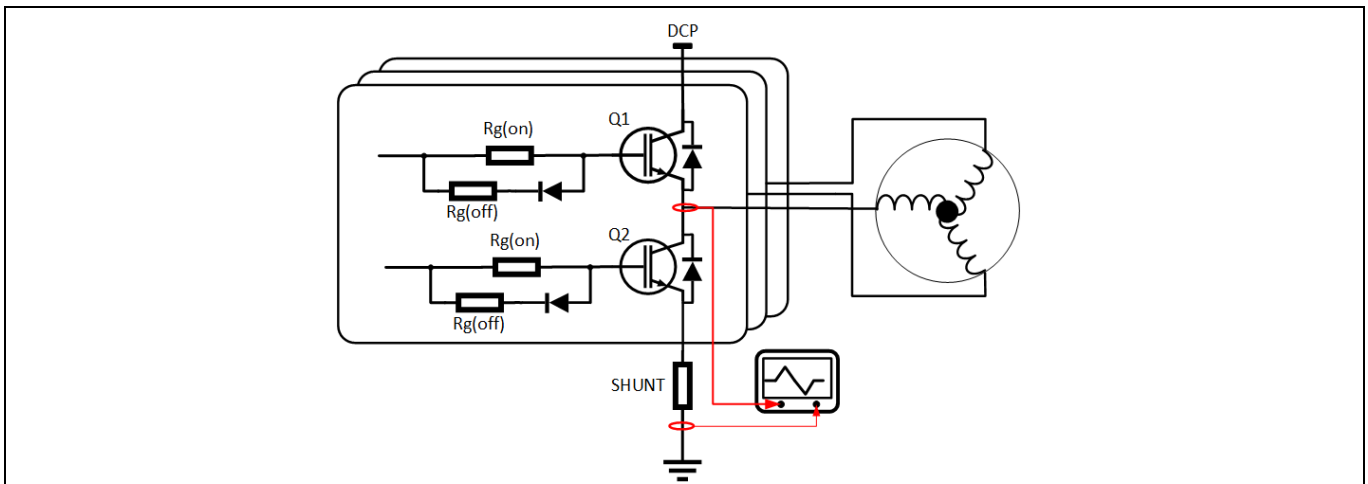 DCP
Q1
Rg(on)
Rg(off)
Q2
Rg(on)
Rg(off)
SHUNT